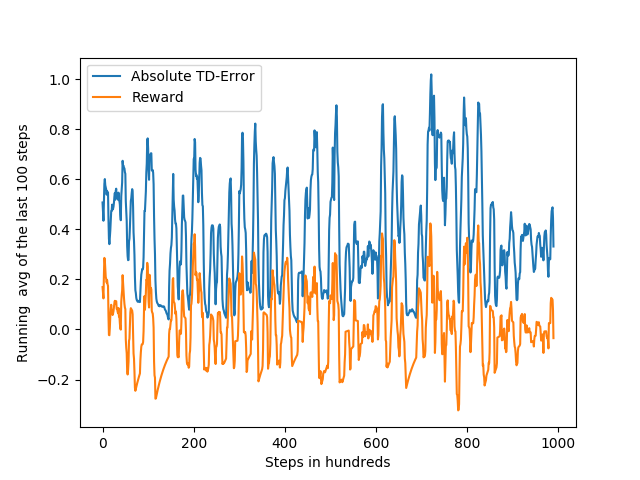 Absolute TD-Error
Reward
Running  avg of the last 100 steps
1.0
0.8
0.6
0.4
0.2
0.0
−0.2
0 200 400 600 800 1000
Steps in hundreds